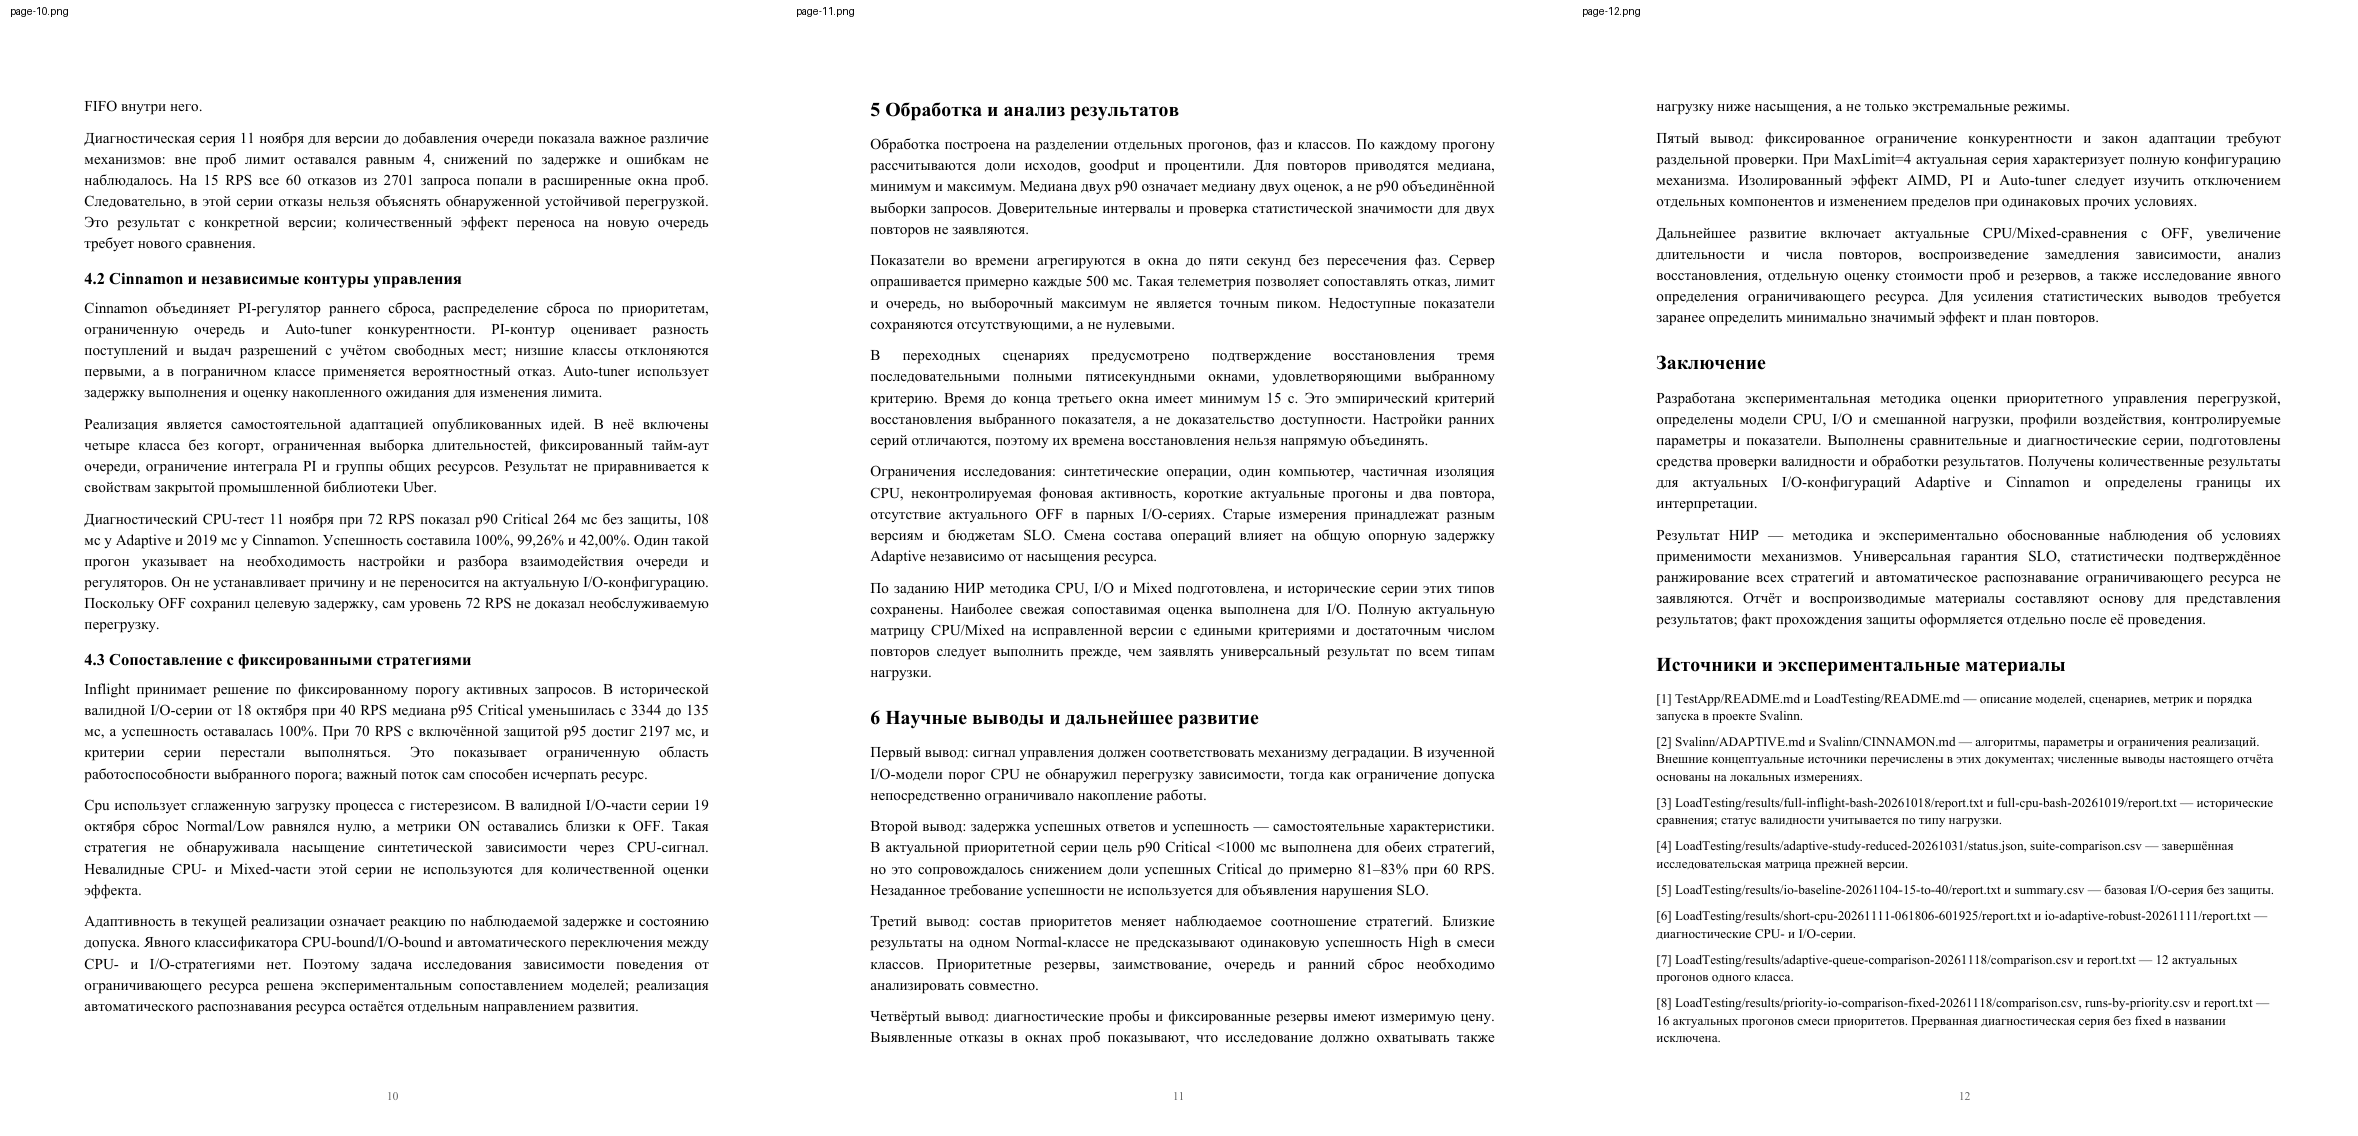 page-10.png
FIFO внутри него.
Диагностическая серия 11 ноября для версии до добавления очереди показала важное различие
механизмов: вне проб лимит оставался равным 4, снижений по задержке и ошибкам не
наблюдалось. На 15 RPS все 60 отказов из 2701 запроса попали в расширенные окна проб.
Следовательно, в этой серии отказы нельзя объяснять обнаруженной устойчивой перегрузкой.
Это результат с конкретной версии; количественный эффект переноса на новую очередь
требует нового сравнения.
4.2 Cinnamon и независимые контуры управления
Cinnamon объединяет PI-регулятор раннего сброса, распределение сброса по приоритетам,
ограниченную очередь и Auto-tuner конкурентности. PI-контур оценивает разность
поступлений и выдач разрешений с учётом свободных мест; низшие классы отклоняются
первыми, а в пограничном классе применяется вероятностный отказ. Auto-tuner использует
задержку выполнения и оценку накопленного ожидания для изменения лимита.
Реализация является самостоятельной адаптацией опубликованных идей. В неё включены
четыре класса без когорт, ограниченная выборка длительностей, фиксированный тайм-аут
очереди, ограничение интеграла PI и группы общих ресурсов. Результат не приравнивается к
свойствам закрытой промышленной библиотеки Uber.
Диагностический CPU-тест 11 ноября при 72 RPS показал p90 Critical 264 мс без защиты, 108
мс у Adaptive и 2019 мс у Cinnamon. Успешность составила 100%, 99,26% и 42,00%. Один такой
прогон указывает на необходимость настройки и разбора взаимодействия очереди и
регуляторов. Он не устанавливает причину и не переносится на актуальную I/O-конфигурацию.
Поскольку OFF сохранил целевую задержку, сам уровень 72 RPS не доказал необслуживаемую
перегрузку.
4.3 Сопоставление с фиксированными стратегиями
Inflight принимает решение по фиксированному порогу активных запросов. В исторической
валидной I/O-серии от 18 октября при 40 RPS медиана p95 Critical уменьшилась с 3344 до 135
мс, а успешность оставалась 100%. При 70 RPS с включённой защитой p95 достиг 2197 мс, и
критерии серии перестали выполняться. Это показывает ограниченную область
работоспособности выбранного порога; важный поток сам способен исчерпать ресурс.
Cpu использует сглаженную загрузку процесса с гистерезисом. В валидной I/O-части серии 19
октября сброс Normal/Low равнялся нулю, а метрики ON оставались близки к OFF. Такая
стратегия не обнаруживала насыщение синтетической зависимости через CPU-сигнал.
Невалидные CPU- и Mixed-части этой серии не используются для количественной оценки
эффекта.
Адаптивность в текущей реализации означает реакцию по наблюдаемой задержке и состоянию
допуска. Явного классификатора CPU-bound/I/O-bound и автоматического переключения между
CPU- и I/O-стратегиями нет. Поэтому задача исследования зависимости поведения от
ограничивающего ресурса решена экспериментальным сопоставлением моделей; реализация
автоматического распознавания ресурса остаётся отдельным направлением развития.
10
page-11.png
5 Обработка и анализ результатов
Обработка построена на разделении отдельных прогонов, фаз и классов. По каждому прогону
рассчитываются доли исходов, goodput и процентили. Для повторов приводятся медиана,
минимум и максимум. Медиана двух p90 означает медиану двух оценок, а не p90 объединённой
выборки запросов. Доверительные интервалы и проверка статистической значимости для двух
повторов не заявляются.
Показатели во времени агрегируются в окна до пяти секунд без пересечения фаз. Сервер
опрашивается примерно каждые 500 мс. Такая телеметрия позволяет сопоставлять отказ, лимит
и очередь, но выборочный максимум не является точным пиком. Недоступные показатели
сохраняются отсутствующими, а не нулевыми.
В переходных сценариях предусмотрено подтверждение восстановления тремя
последовательными полными пятисекундными окнами, удовлетворяющими выбранному
критерию. Время до конца третьего окна имеет минимум 15 с. Это эмпирический критерий
восстановления выбранного показателя, а не доказательство доступности. Настройки ранних
серий отличаются, поэтому их времена восстановления нельзя напрямую объединять.
Ограничения исследования: синтетические операции, один компьютер, частичная изоляция
CPU, неконтролируемая фоновая активность, короткие актуальные прогоны и два повтора,
отсутствие актуального OFF в парных I/O-сериях. Старые измерения принадлежат разным
версиям и бюджетам SLO. Смена состава операций влияет на общую опорную задержку
Adaptive независимо от насыщения ресурса.
По заданию НИР методика CPU, I/O и Mixed подготовлена, и исторические серии этих типов
сохранены. Наиболее свежая сопоставимая оценка выполнена для I/O. Полную актуальную
матрицу CPU/Mixed на исправленной версии с едиными критериями и достаточным числом
повторов следует выполнить прежде, чем заявлять универсальный результат по всем типам
нагрузки.
6 Научные выводы и дальнейшее развитие
Первый вывод: сигнал управления должен соответствовать механизму деградации. В изученной
I/O-модели порог CPU не обнаружил перегрузку зависимости, тогда как ограничение допуска
непосредственно ограничивало накопление работы.
Второй вывод: задержка успешных ответов и успешность — самостоятельные характеристики.
В актуальной приоритетной серии цель p90 Critical <1000 мс выполнена для обеих стратегий,
но это сопровождалось снижением доли успешных Critical до примерно 81–83% при 60 RPS.
Незаданное требование успешности не используется для объявления нарушения SLO.
Третий вывод: состав приоритетов меняет наблюдаемое соотношение стратегий. Близкие
результаты на одном Normal-классе не предсказывают одинаковую успешность High в смеси
классов. Приоритетные резервы, заимствование, очередь и ранний сброс необходимо
анализировать совместно.
Четвёртый вывод: диагностические пробы и фиксированные резервы имеют измеримую цену.
Выявленные отказы в окнах проб показывают, что исследование должно охватывать также
11
page-12.png
нагрузку ниже насыщения, а не только экстремальные режимы.
Пятый вывод: фиксированное ограничение конкурентности и закон адаптации требуют
раздельной проверки. При MaxLimit=4 актуальная серия характеризует полную конфигурацию
механизма. Изолированный эффект AIMD, PI и Auto-tuner следует изучить отключением
отдельных компонентов и изменением пределов при одинаковых прочих условиях.
Дальнейшее развитие включает актуальные CPU/Mixed-сравнения с OFF, увеличение
длительности и числа повторов, воспроизведение замедления зависимости, анализ
восстановления, отдельную оценку стоимости проб и резервов, а также исследование явного
определения ограничивающего ресурса. Для усиления статистических выводов требуется
заранее определить минимально значимый эффект и план повторов.
Заключение
Разработана экспериментальная методика оценки приоритетного управления перегрузкой,
определены модели CPU, I/O и смешанной нагрузки, профили воздействия, контролируемые
параметры и показатели. Выполнены сравнительные и диагностические серии, подготовлены
средства проверки валидности и обработки результатов. Получены количественные результаты
для актуальных I/O-конфигураций Adaptive и Cinnamon и определены границы их
интерпретации.
Результат НИР — методика и экспериментально обоснованные наблюдения об условиях
применимости механизмов. Универсальная гарантия SLO, статистически подтверждённое
ранжирование всех стратегий и автоматическое распознавание ограничивающего ресурса не
заявляются. Отчёт и воспроизводимые материалы составляют основу для представления
результатов; факт прохождения защиты оформляется отдельно после её проведения.
Источники и экспериментальные материалы
[1] TestApp/README.md и LoadTesting/README.md — описание моделей, сценариев, метрик и порядка
запуска в проекте Svalinn.
[2] Svalinn/ADAPTIVE.md и Svalinn/CINNAMON.md — алгоритмы, параметры и ограничения реализаций.
Внешние концептуальные источники перечислены в этих документах; численные выводы настоящего отчёта
основаны на локальных измерениях.
[3] LoadTesting/results/full-inflight-bash-20261018/report.txt и full-cpu-bash-20261019/report.txt — исторические
сравнения; статус валидности учитывается по типу нагрузки.
[4] LoadTesting/results/adaptive-study-reduced-20261031/status.json, suite-comparison.csv — завершённая
исследовательская матрица прежней версии.
[5] LoadTesting/results/io-baseline-20261104-15-to-40/report.txt и summary.csv — базовая I/O-серия без защиты.
[6] LoadTesting/results/short-cpu-20261111-061806-601925/report.txt и io-adaptive-robust-20261111/report.txt —
диагностические CPU- и I/O-серии.
[7] LoadTesting/results/adaptive-queue-comparison-20261118/comparison.csv и report.txt — 12 актуальных
прогонов одного класса.
[8] LoadTesting/results/priority-io-comparison-fixed-20261118/comparison.csv, runs-by-priority.csv и report.txt —
16 актуальных прогонов смеси приоритетов. Прерванная диагностическая серия без fixed в названии
исключена.
12